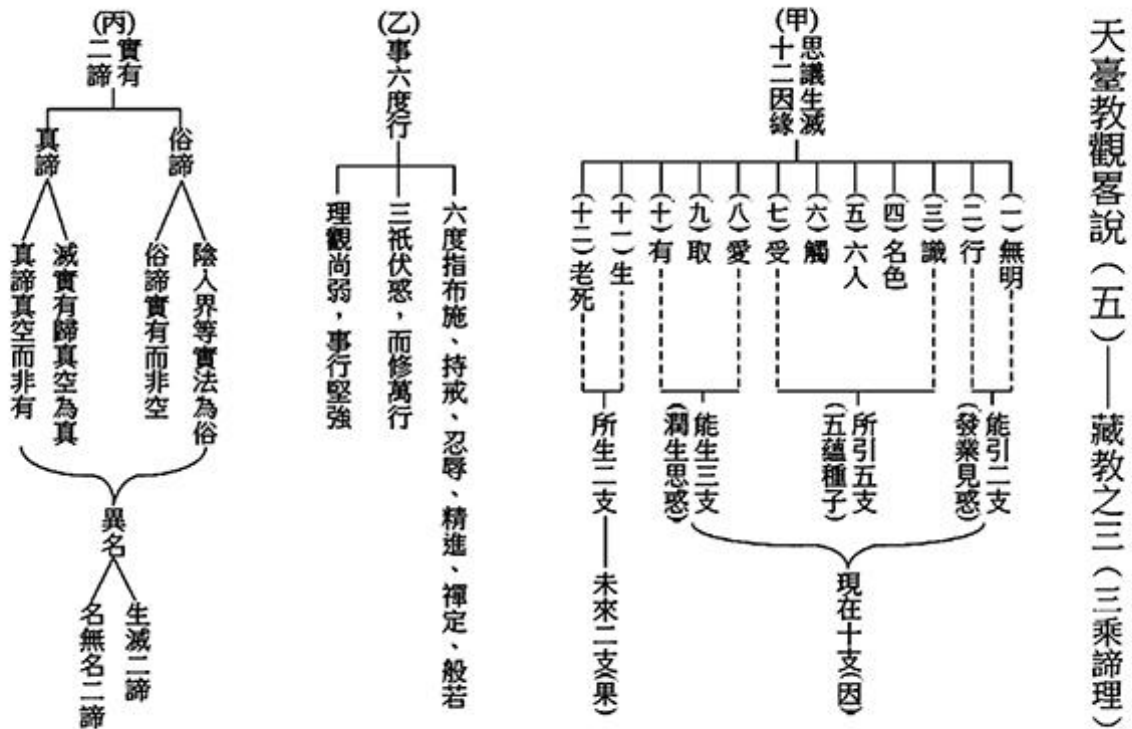 天臺教觀畧說（五）——藏教之三（三乘諦理）
(甲)思議生滅
十二因緣
(一)無明
(二)行
(三)識
(四)名色
(五)六入
(六)觸
(七)受
(八)愛
(九)取
(十)有
(十一)生
(十二)老死
能引二支
(發業見惑)
所引五支
(五蘊種子)
能生三支
(潤生思惑)
所生二支
現在十支(因)
未來二支(果)
(乙)事六度行
六度指布施、持戒、忍辱、精進、禪定、般若
三祇伏惑，而修萬行
理觀尚弱，事行堅強
(丙)實有
二諦
俗諦
陰入界等實法為俗
俗諦實有而非空
真諦
滅實有歸真空為真
真諦真空而非有
異名
生滅二諦
名無名二諦